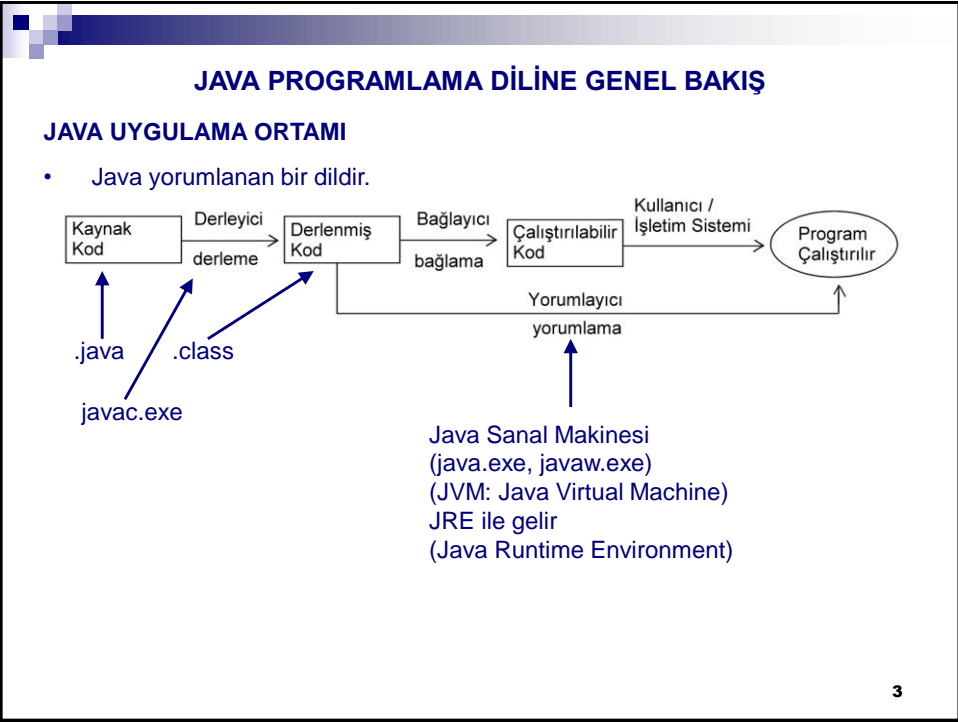 JAVA PROGRAMLAMA DİLİNE GENEL BAKIŞ
JAVA UYGULAMA ORTAMI
• Java yorumlanan bir dildir.
Kaynak
Kod
Derleyici
derleme
Derlenmiş
Kod
Bağlayıcı
bağlama
Çalıştırılabilir
Kod
Kullanıcı /
İşletim Sistemi
Program
Çalıştırılır
Yorumlayıcı
yorumlama
.java
.class
javac.exe
Java Sanal Makinesi
(java.exe, javaw.exe)
(JVM: Java Virtual Machine)
JRE ile gelir
(Java Runtime Environment)
3